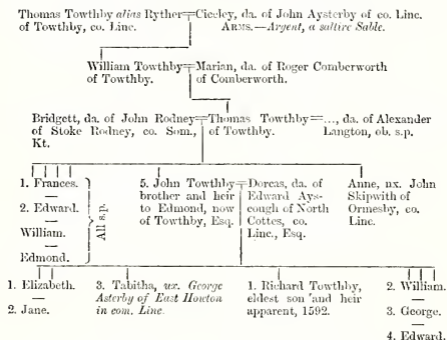 Thomas Towthby alias Ryther=Ciceley, da. of John Aysterby of co. Linc.
of Towthby, co. Linc. ARMS.—Argent, a saltire Sable.
William Towthby=Marian, da. of Roger Comberworth
of Towthby. of Comberworth.
Bridgett, da. of John Rodney=Thomas Towthby=..., da. of Alexander
of Stoke Rodney, co. Som., of Towthby. Langton, ob. s.p.
Kt.
1. Frances.
—
2. Edward.
—
William.
—
Edmond.
All s.p.
5. John Towthby=Dorcas, da. of
brother and heir Edward Ays-
to Edmond, now cough of North
of Towthby, Esq. Cottes, co.
Linc., Esq.
Anne, ux. John
Skipwith of
Ormesby, co.
Linc.
1. Elizabeth.
—
2. Jane.
3. Tabitha, ux. George
Asterby of East Houton
in com. Linc.
1. Richard Towthby,
eldest son and heir
apparent, 1592.
2. William.
—
3. George.
—
4. Edward.